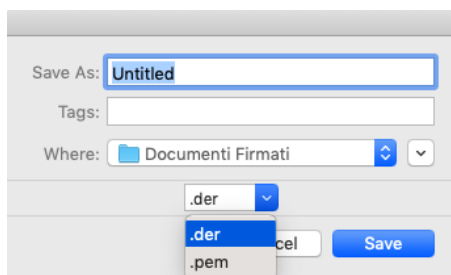 Save As: Untitled
Tags:
Where: Documenti Firmati
.der
.der
cel Save
.pem